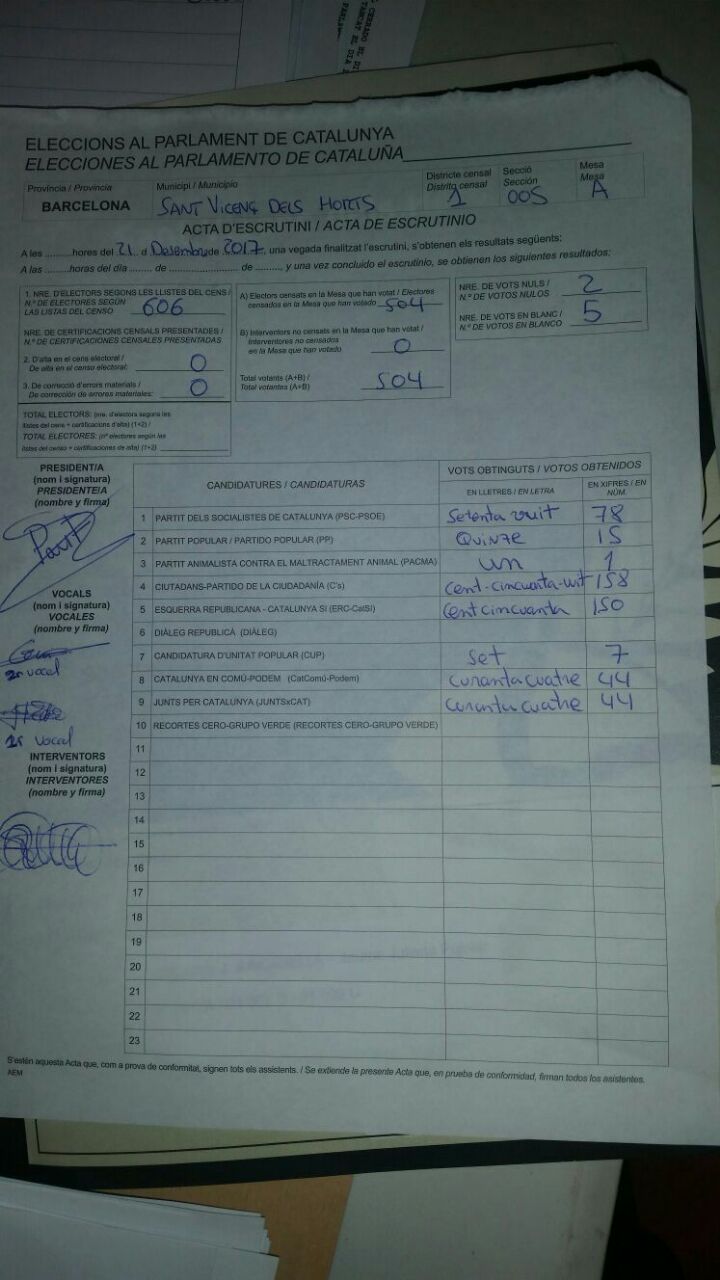 CERRADO EL DI
TANCAT EL DIA
ELECCIONS AL PARLAMENT DE CATALUNYA
ELECCIONES AL PARLAMENTO DE CATALUÑA
Província / Provincia
BARCELONA
Municipi / Municipio
SANT VICENÇ DELS HORTS
Districte censal
Distrito censal
1
Secció
Sección
005
Mesa
Mesa
A
ACTA D'ESCRUTINI / ACTA DE ESCRUTINIO
A les ......... hores del 21 d Desembre de 2017, una vegada finalitzat l'escrutini, s'obtenen els resultats següents:
A las ......... horas del día ........ de ........................ de ........., y una vez concluido el escrutinio, se obtienen los siguientes resultados:
1. NRE. D'ELECTORS SEGONS LES LLISTES DEL CENS /
N.º DE ELECTORES SEGÚN
LAS LISTAS DEL CENSO 606
NRE. DE CERTIFICACIONS CENSALS PRESENTADES /
N.º DE CERTIFICACIONES CENSALES PRESENTADAS
2. D'alta en el cens electoral /
De alta en el censo electoral: 0
3. De correcció d'errors materials /
De corrección de errores materiales: 0
TOTAL ELECTORS: (nre. d'electors segons les
llistes del cens + certificacions d'alta) (1+2) /
TOTAL ELECTORES: (nº electores según las
listas del censo + certificaciones de alta) (1+2)
A) Electors censats en la Mesa que han votat / Electores
censados en la Mesa que han votado 504
B) Interventors no censats en la Mesa que han votat /
Interventores no censados
en la Mesa que han votado 0
Total votants (A+B) /
Total votantes (A+B) 504
NRE. DE VOTS NULS /
N.º DE VOTOS NULOS 2
NRE. DE VOTS EN BLANC /
N.º DE VOTOS EN BLANCO 5
PRESIDENT/A
(nom i signatura)
PRESIDENTE/A
(nombre y firma)
VOCALS
(nom i signatura)
VOCALES
(nombre y firma)
2n vocal
1r vocal
INTERVENTORS
(nom i signatura)
INTERVENTORES
(nombre y firma)
CANDIDATURES / CANDIDATURAS
VOTS OBTINGUTS / VOTOS OBTENIDOS
EN LLETRES / EN LETRA
EN XIFRES / EN NÚM.
1 PARTIT DELS SOCIALISTES DE CATALUNYA (PSC-PSOE) Setenta vuit 78
2 PARTIT POPULAR / PARTIDO POPULAR (PP) Quinze 15
3 PARTIT ANIMALISTA CONTRA EL MALTRACTAMENT ANIMAL (PACMA) un 1
4 CIUTADANS-PARTIDO DE LA CIUDADANÍA (C's) Cent-cincuanta-vuit 158
5 ESQUERRA REPUBLICANA - CATALUNYA SÍ (ERC-CatSí) Cent cincuanta 150
6 DIÀLEG REPUBLICÀ (DIÀLEG)
7 CANDIDATURA D'UNITAT POPULAR (CUP) set 7
8 CATALUNYA EN COMÚ-PODEM (CatComú-Podem) curanta cuatre 44
9 JUNTS PER CATALUNYA (JUNTSxCAT) curanta cuatre 44
10 RECORTES CERO-GRUPO VERDE (RECORTES CERO-GRUPO VERDE)
11
12
13
14
15
16
17
18
19
20
21
22
23
S'estén aquesta Acta que, com a prova de conformitat, signen tots els assistents. / Se extiende la presente Acta que, en prueba de conformidad, firman todos los asistentes.
AEM